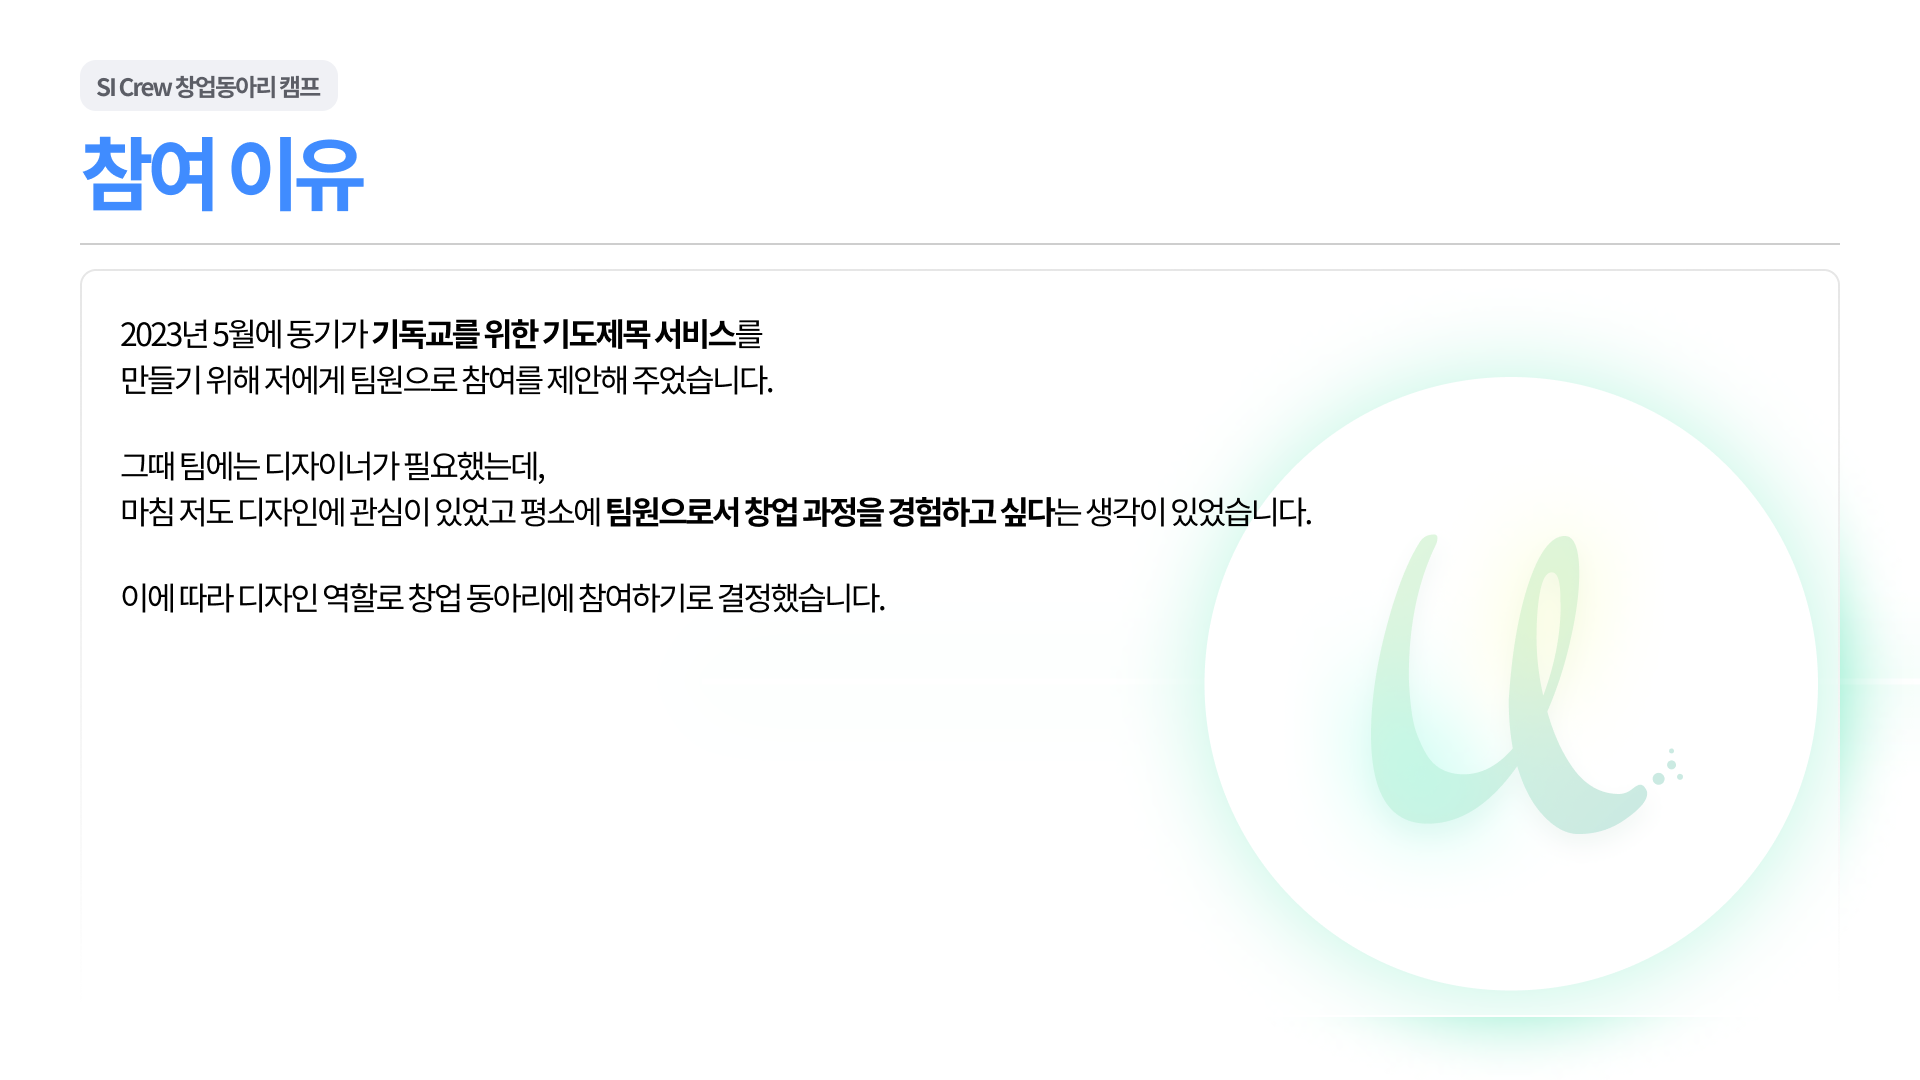 SI Crew 창업동아리 캠프
참여 이유
2023년 5월에 동기가 기독교를 위한 기도제목 서비스를
만들기 위해 저에게 팀원으로 참여를 제안해 주었습니다.
그때 팀에는 디자이너가 필요했는데,
마침 저도 디자인에 관심이 있었고 평소에 팀원으로서 창업 과정을 경험하고 싶다는 생각이 있었습니다.
이에 따라 디자인 역할로 창업 동아리에 참여하기로 결정했습니다.